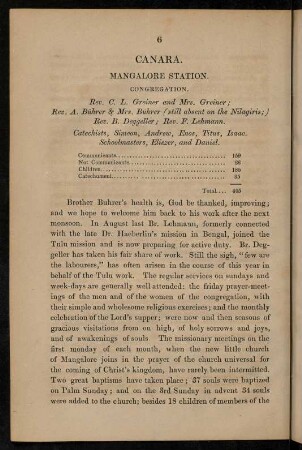 6
CANARA.
MANGALORE STATION.
CONGREGATION.
Rev. C. L. Greiner and Mrs. Greiner;
Rev. A. Bührer & Mrs. Buhrer (still absent on the Nilagiris;)
Rev. B. Deggeller; Rev. F. Lehmann.
Catechists, Simeon, Andrew, Enos, Titus, Isaac.
Schoolmasters, Eliezer, and Daniel.
Communicants
Not Communicants
Children
Catechumens
Total
Brother Buhrer's health is, God be thanked, improving;
and we hope to welcome him back to his work after the next
monsoon. In August last Br. Lehmann, formerly connected
with the late Dr. Haeberlin's mission in Bengal, joined the
Tulu mission and is now preparing for active duty. Br. Deg-
geller has taken his fair share of work. Still the sigh, "few are
the labourers," has often arisen in the course of this year in
behalf of the Tulu work. The regular services on sundays and
week-days are generally well attended: the friday prayer-meet-
ings of the men and of the women of the congregation, with
their simple and wholesome religious exercises; and the monthly
celebration of the Lord's supper; were now and then seasons of
gracious visitations from on high, of holy sorrows and joys,
and of awakenings of souls The missionary meetings on the
first monday of each month, when the new little church
of Mangalore joins in the prayer of the church universal for
the coming of Christ's kingdom, have rarely been intermitted.
Two great baptisms have taken place; 37 souls were baptized
on Palm Sunday; and on the 3rd Sunday in advent 34 souls
were added to the church; besides 18 children of members of the